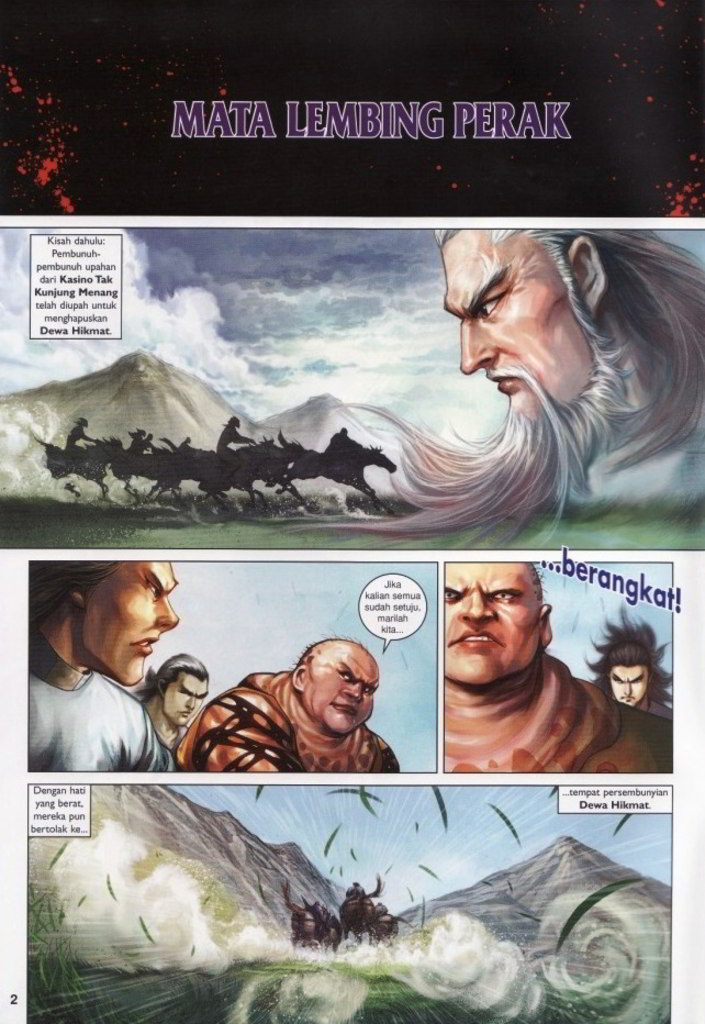 MATA LEMBING PERAK
Kisah dahulu:
Pembunuh-
pembunuh upahan
dari Kasino Tak
Kunjung Menang
telah diupah untuk
menghapuskan
Dewa Hikmat.
Jika
kalian semua
sudah setuju,
marilah
kita...
...berangkat!
Dengan hati
yang berat,
mereka pun
bertolak ke...
...tempat persembunyian
Dewa Hikmat.
2